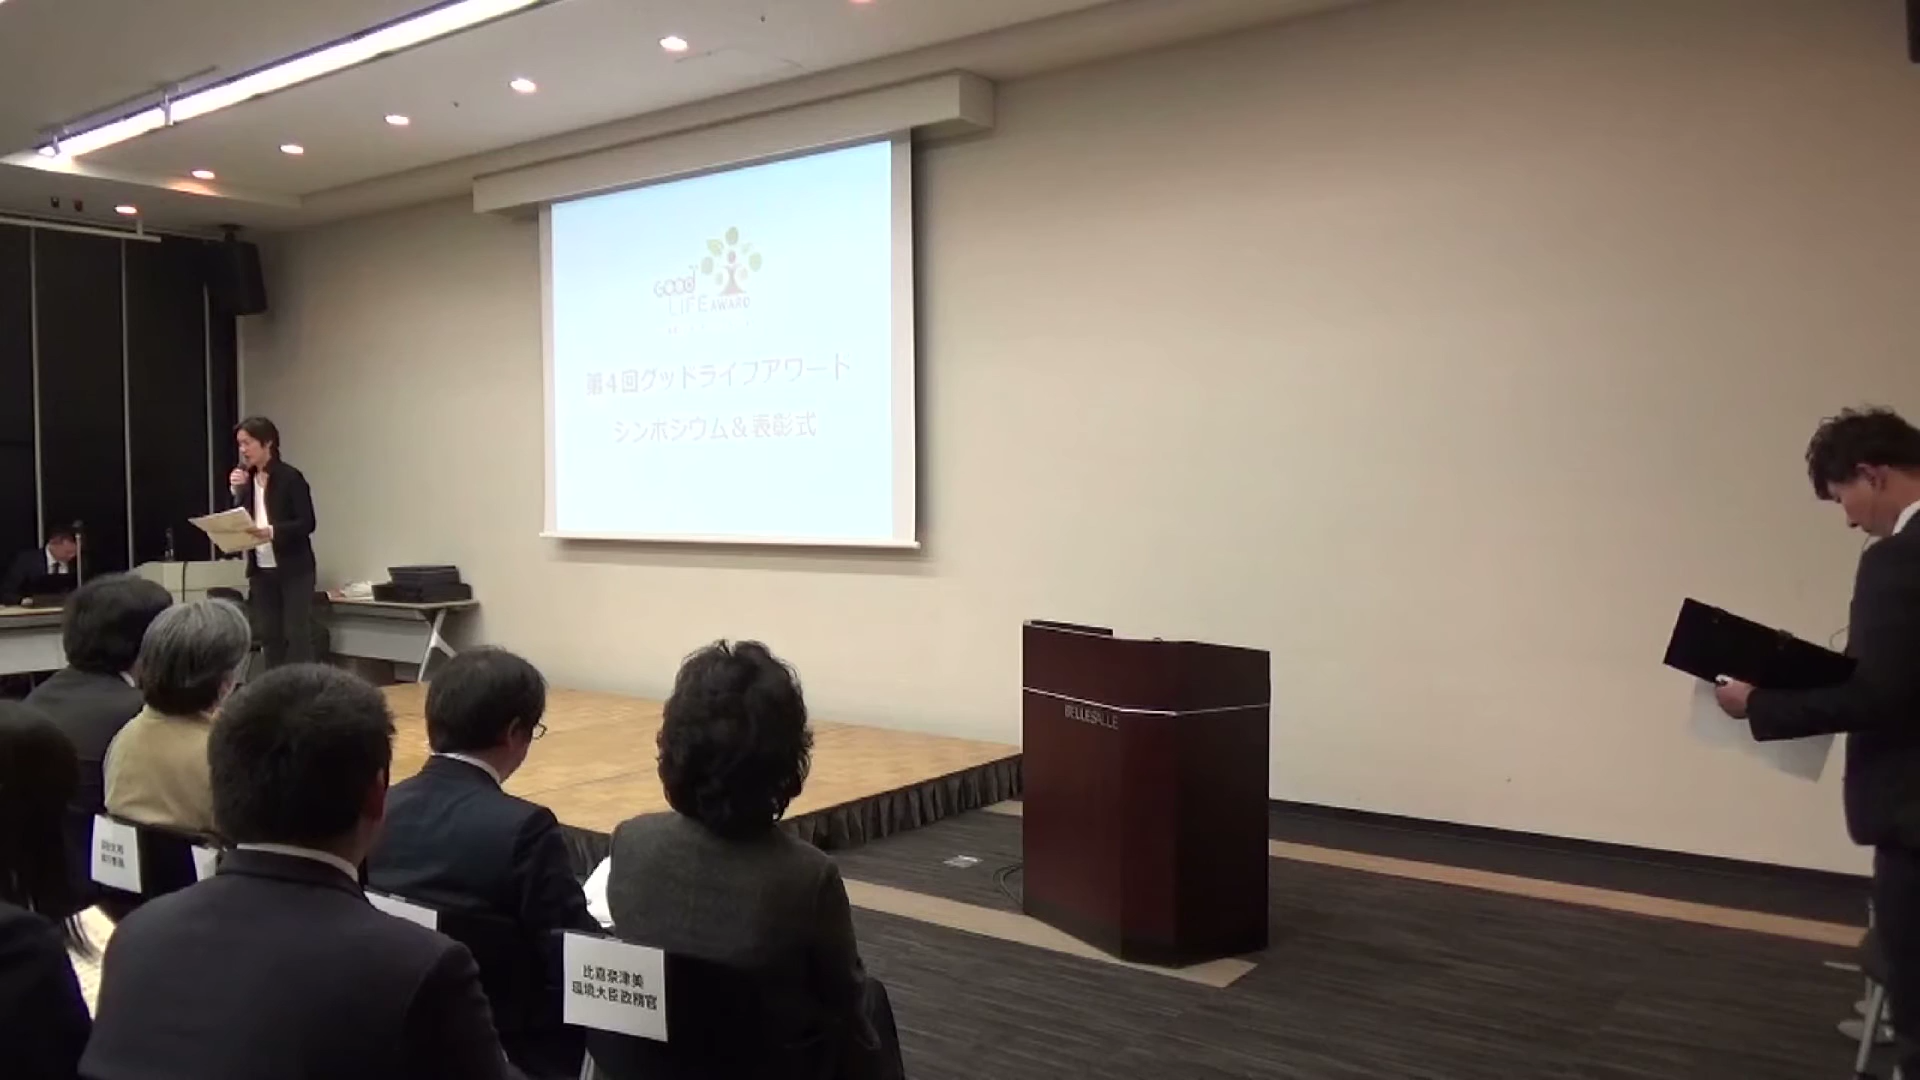 GOOD
LIFE AWARD
第4回グッドライフアワード
シンポジウム＆表彰式
BELLESALLE
比嘉奈津美
環境大臣政務官